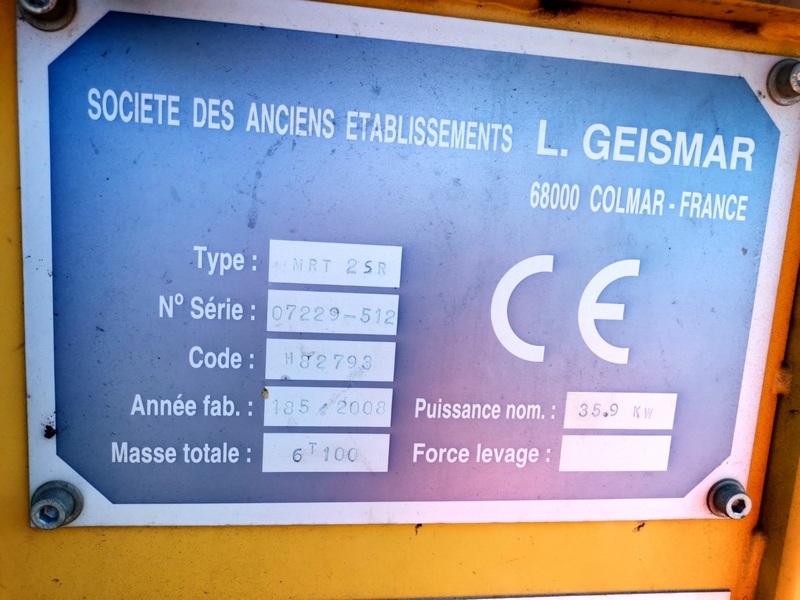 SOCIETE DES ANCIENS ETABLISSEMENTS L. GEISMAR
68000 COLMAR - FRANCE
Type : MRT 2SR
N° Série : 07229-512
Code : H82793
Année fab. : 185 / 2008 Puissance nom. : 35.9 KW
Masse totale : 6T100 Force levage :
CE